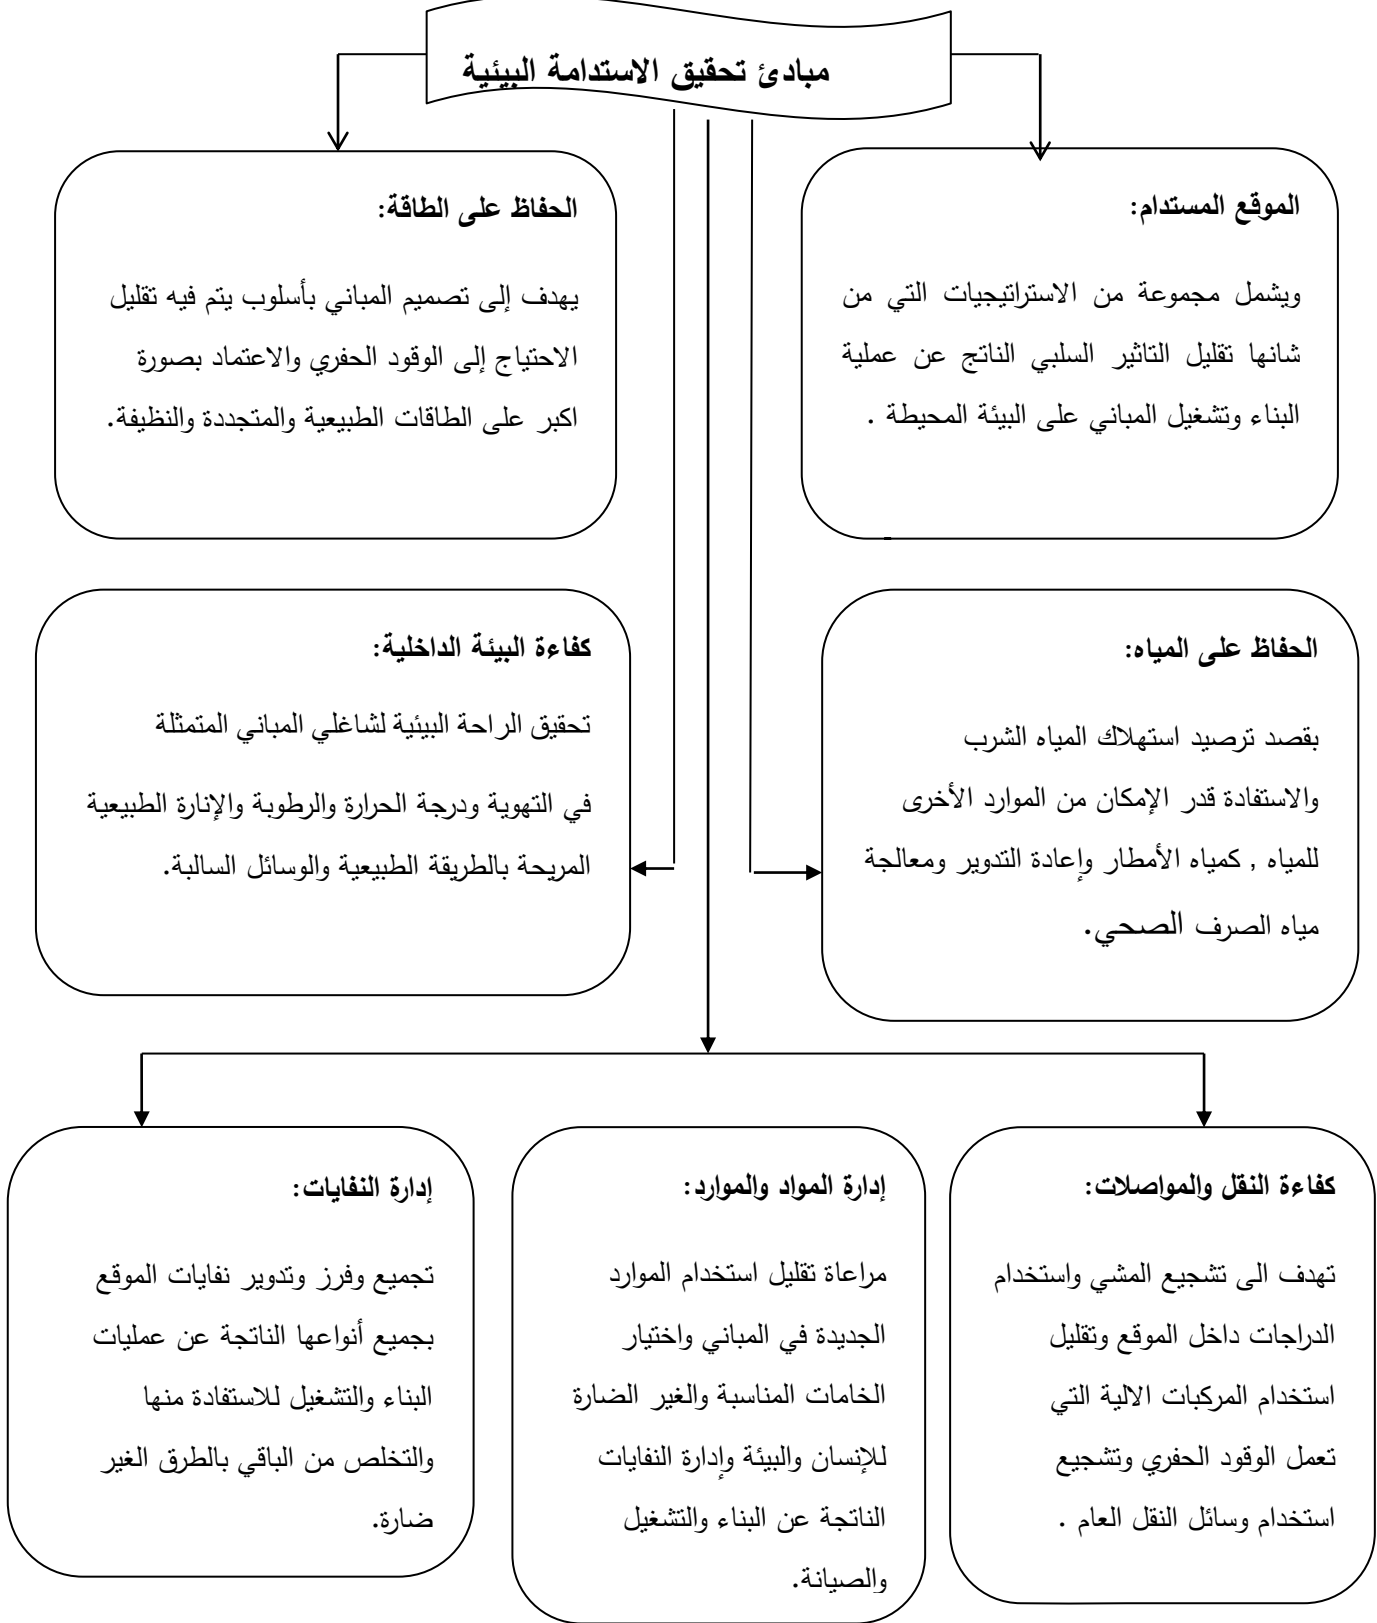 مبادئ تحقيق الاستدامة البيئية
الموقع المستدام:
ويشمل مجموعة من الاستراتيجيات التي من
شانها تقليل التاثير السلبي الناتج عن عملية
البناء وتشغيل المباني على البيئة المحيطة .
الحفاظ على الطاقة:
يهدف إلى تصميم المباني بأسلوب يتم فيه تقليل
الاحتياج إلى الوقود الحفري والاعتماد بصورة
اكبر على الطاقات الطبيعية والمتجددة والنظيفة.
الحفاظ على المياه:
بقصد ترصيد استهلاك المياه الشرب
والاستفادة قدر الإمكان من الموارد الأخرى
للمياه , كمياه الأمطار وإعادة التدوير ومعالجة
مياه الصرف الصحي.
كفاءة البيئة الداخلية:
تحقيق الراحة البيئية لشاغلي المباني المتمثلة
في التهوية ودرجة الحرارة والرطوبة والإنارة الطبيعية
المريحة بالطريقة الطبيعية والوسائل السالبة.
كفاءة النقل والمواصلات:
تهدف الى تشجيع المشي واستخدام
الدراجات داخل الموقع وتقليل
استخدام المركبات الالية التي
تعمل الوقود الحفري وتشجيع
استخدام وسائل النقل العام .
إدارة المواد والموارد:
مراعاة تقليل استخدام الموارد
الجديدة في المباني واختيار
الخامات المناسبة والغير الضارة
للإنسان والبيئة وإدارة النفايات
الناتجة عن البناء والتشغيل
والصيانة.
إدارة النفايات:
تجميع وفرز وتدوير نفايات الموقع
بجميع أنواعها الناتجة عن عمليات
البناء والتشغيل للاستفادة منها
والتخلص من الباقي بالطرق الغير
ضارة.